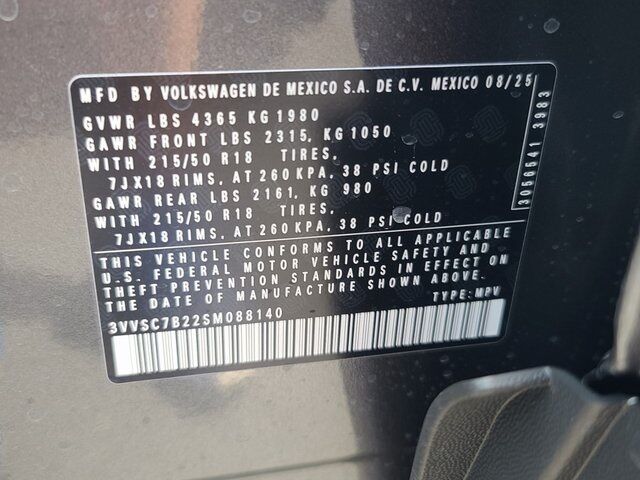 MFD BY VOLKSWAGEN DE MEXICO S.A. DE C.V. MEXICO 08/25
GVWR LBS 4365 KG 1980
GAWR FRONT LBS 2315, KG 1050
WITH 215/50 R18 TIRES,
7JX18 RIMS, AT 260 KPA, 38 PSI COLD
GAWR REAR LBS 2161, KG 980
WITH 215/50 R18 TIRES,
7JX18 RIMS, AT 260 KPA, 38 PSI COLD
THIS VEHICLE CONFORMS TO ALL APPLICABLE
U.S. FEDERAL MOTOR VEHICLE SAFETY AND
THEFT PREVENTION STANDARDS IN EFFECT ON
THE DATE OF MANUFACTURE SHOWN ABOVE.
3VVSC7B22SM088140 TYPE: MPV
3056541 3983